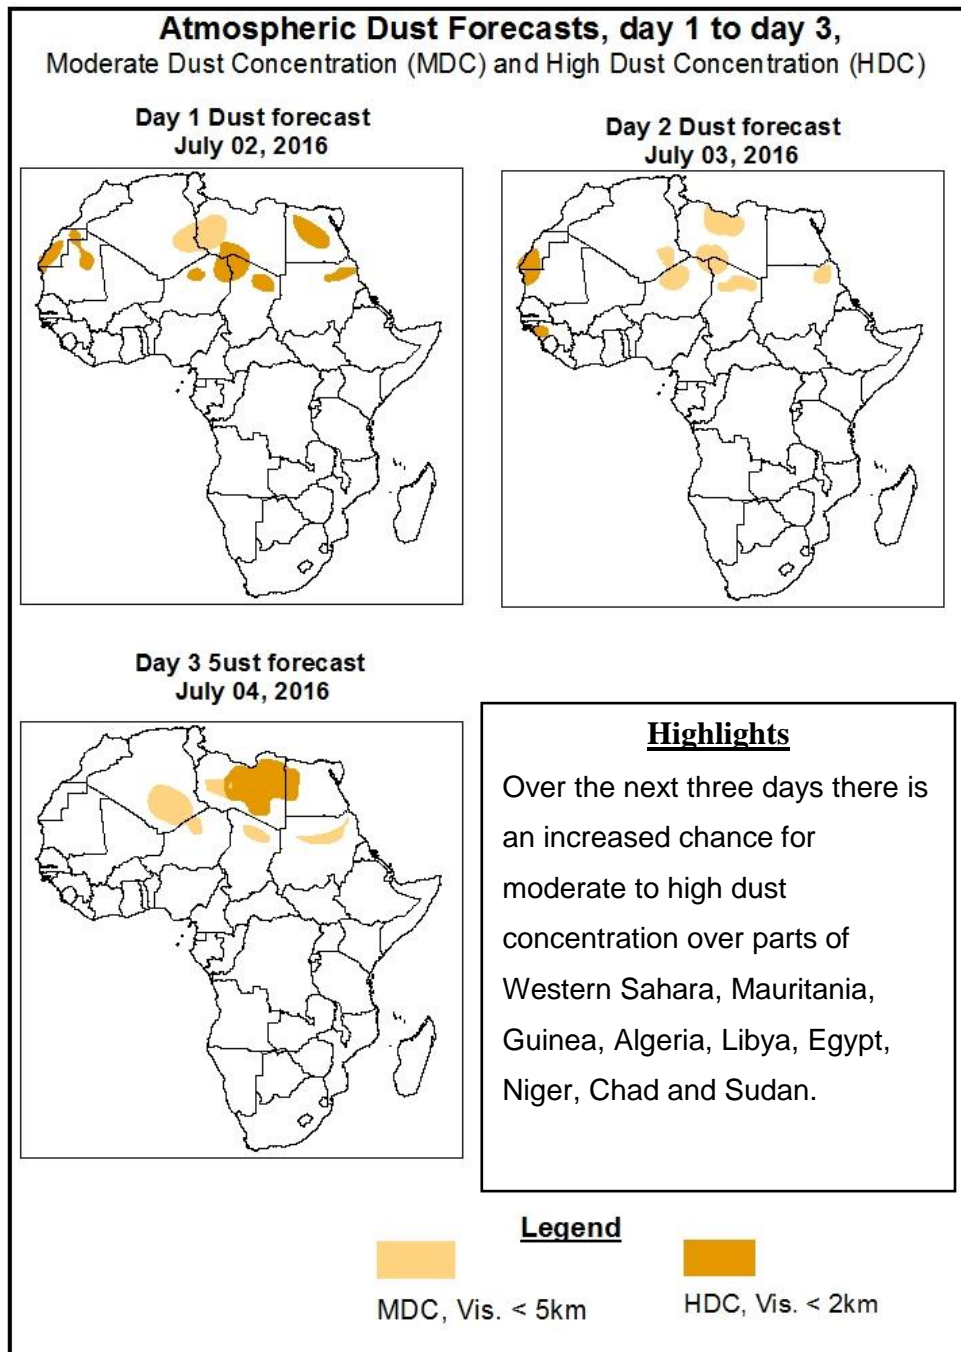 Atmospheric Dust Forecasts, day 1 to day 3,
Moderate Dust Concentration (MDC) and High Dust Concentration (HDC)
Day 1 Dust forecast
July 02, 2016
Day 2 Dust forecast
July 03, 2016
Day 3 5ust forecast
July 04, 2016
Highlights
Over the next three days there is
an increased chance for
moderate to high dust
concentration over parts of
Western Sahara, Mauritania,
Guinea, Algeria, Libya, Egypt,
Niger, Chad and Sudan.
Legend
MDC, Vis. < 5km
HDC, Vis. < 2km